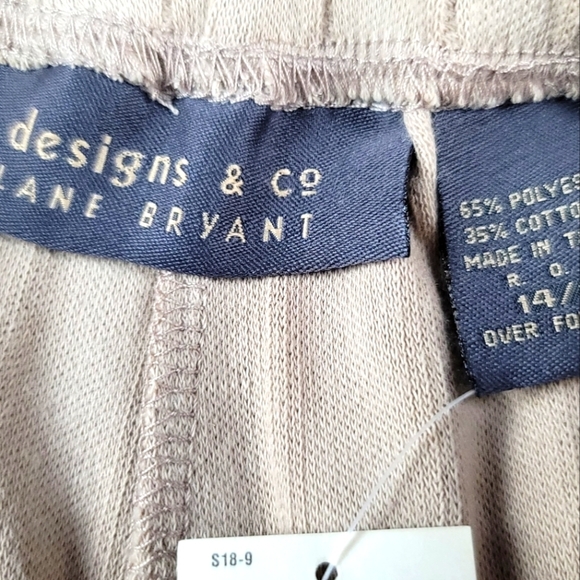 designs & Co
LANE BRYANT
65% POLYES
35% COTTO
MADE IN T
R. O.
14/
OVER FO
S18-9